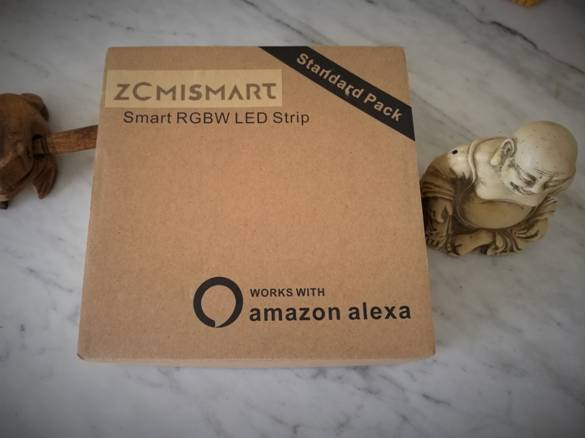 Standard Pack
ZCMISMART
Smart RGBW LED Strip
WORKS WITH
amazon alexa